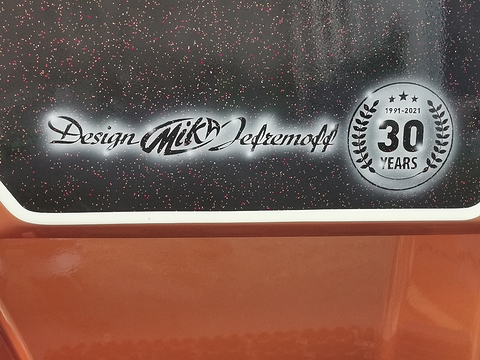 Design Mika Jefremoff
1991-2021
30
YEARS